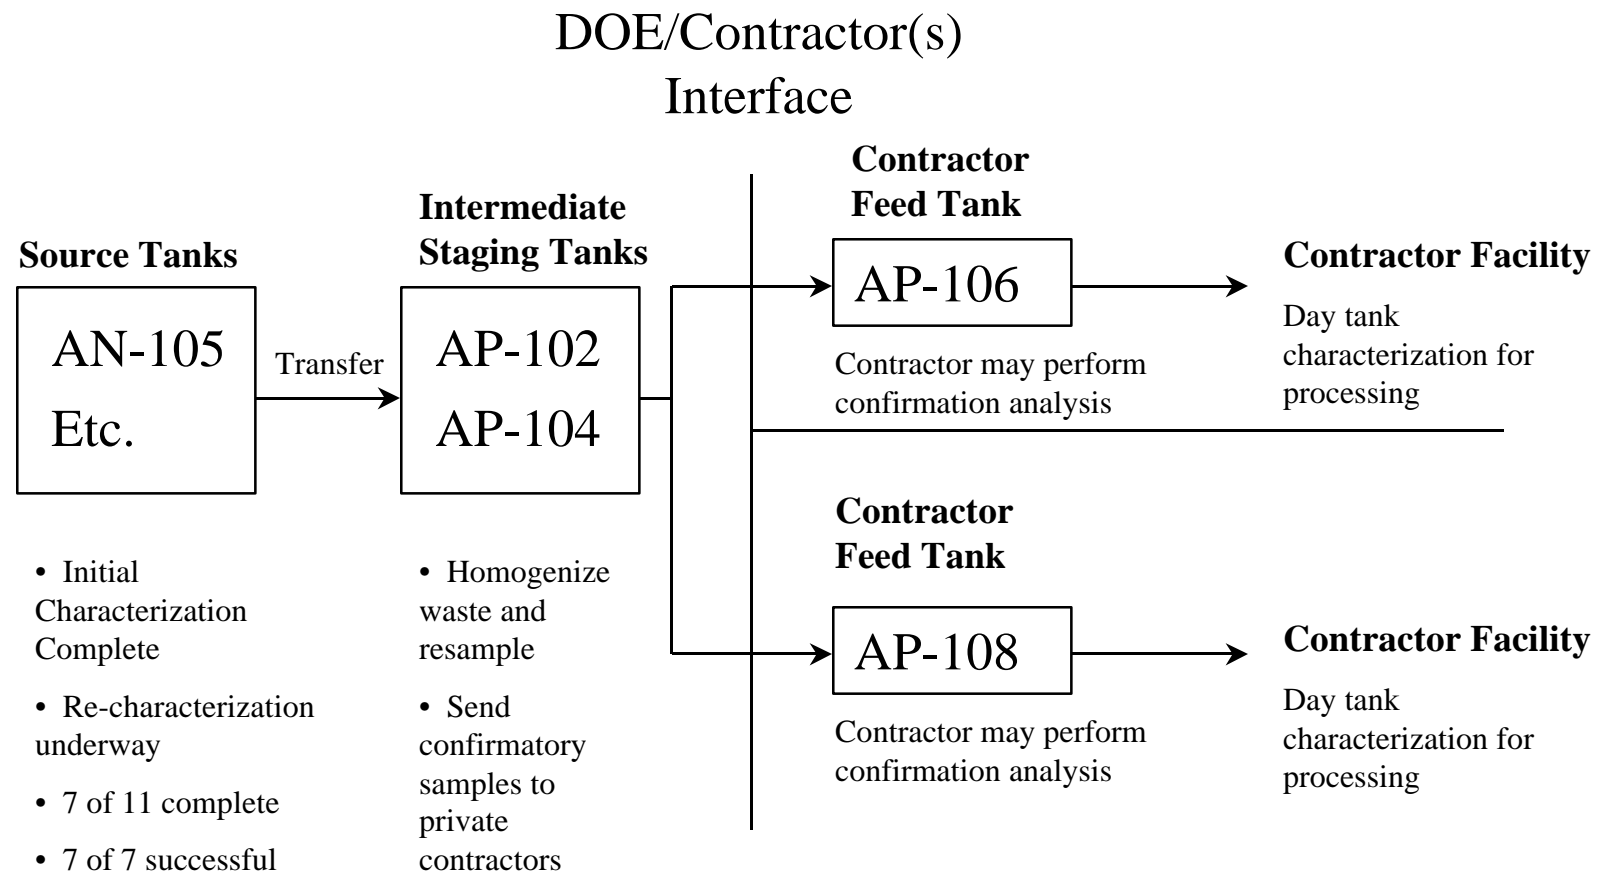 DOE/Contractor(s)
Interface
Source Tanks
AN-105
Etc.
Transfer
• Initial
Characterization
Complete
• Re-characterization
underway
• 7 of 11 complete
• 7 of 7 successful
Intermediate
Staging Tanks
AP-102
AP-104
• Homogenize
waste and
resample
• Send
confirmatory
samples to
private
contractors
Contractor
Feed Tank
AP-106
Contractor may perform
confirmation analysis
Contractor Facility
Day tank
characterization for
processing
Contractor
Feed Tank
AP-108
Contractor may perform
confirmation analysis
Contractor Facility
Day tank
characterization for
processing